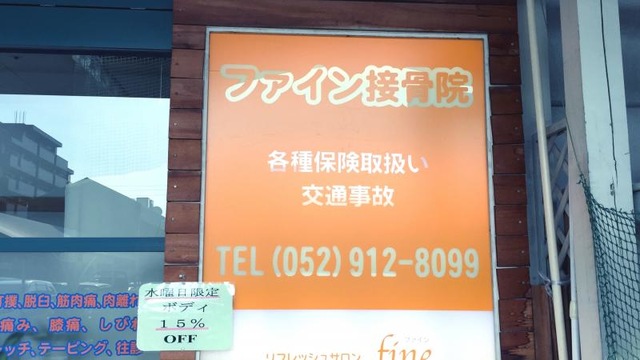 ファイン接骨院
各種保険取扱い
交通事故
TEL (052) 912-8099
水曜日限定
ボディ
15%
OFF
リフレッシュサロン fine
ファイン
打撲、脱臼、筋肉痛、肉離れ
痛み、膝痛、しびれ
ッチ、テーピング、往